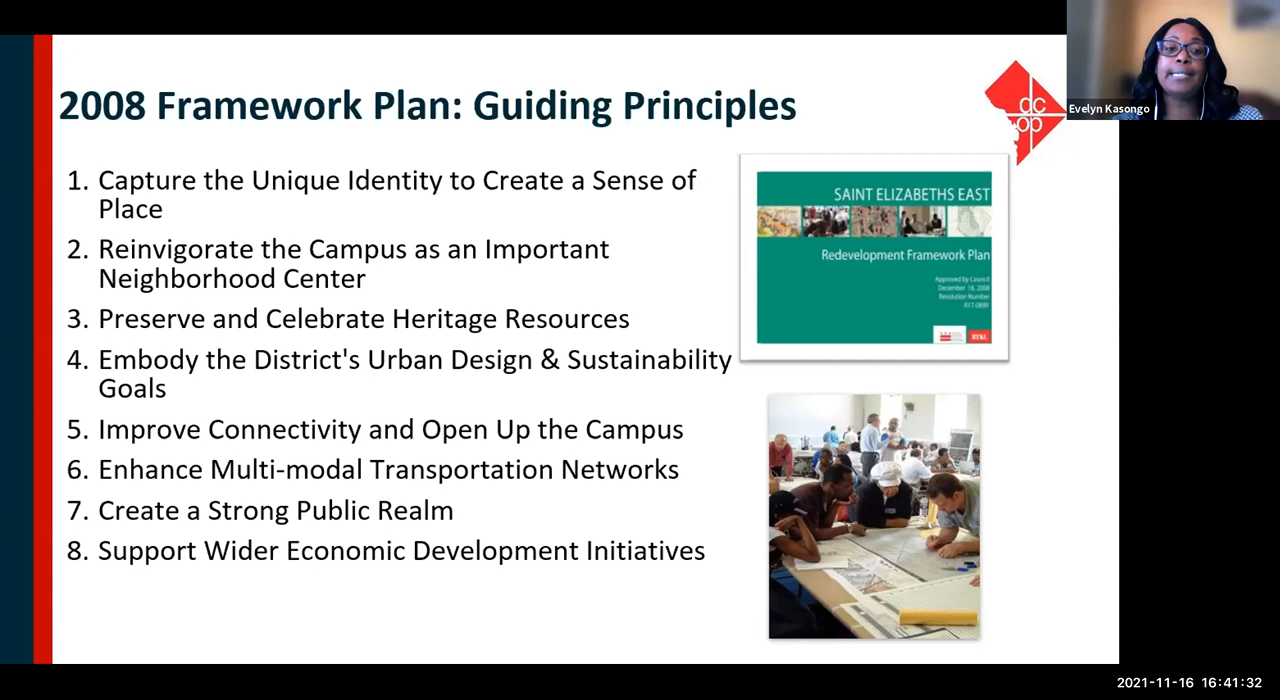 2008 Framework Plan: Guiding Principles
1. Capture the Unique Identity to Create a Sense of
Place
2. Reinvigorate the Campus as an Important
Neighborhood Center
3. Preserve and Celebrate Heritage Resources
4. Embody the District's Urban Design & Sustainability
Goals
5. Improve Connectivity and Open Up the Campus
6. Enhance Multi-modal Transportation Networks
7. Create a Strong Public Realm
8. Support Wider Economic Development Initiatives
dc
op
Evelyn Kasongo
SAINT ELIZABETHS EAST
Redevelopment Framework Plan
Approved by Council
December 16, 2008
Resolution Number
R17-0899
2021-11-16 16:41:32